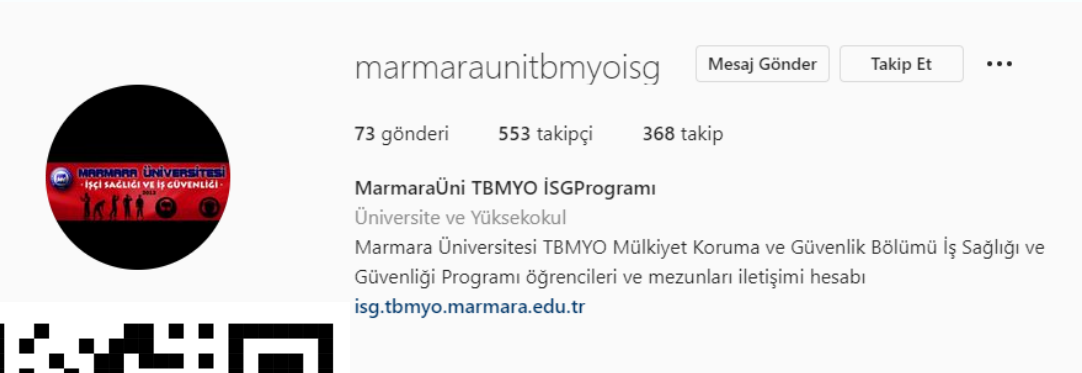 marmaraunitbmyoisg Mesaj Gönder Takip Et
73 gönderi 553 takipçi 368 takip
MARMARA ÜNİVERSİTESİ
İŞÇİ SAĞLIĞI VE İŞ GÜVENLİĞİ
MarmaraÜni TBMYO İSGProgramı
Üniversite ve Yüksekokul
Marmara Üniversitesi TBMYO Mülkiyet Koruma ve Güvenlik Bölümü İş Sağlığı ve
Güvenliği Programı öğrencileri ve mezunları iletişimi hesabı
isg.tbmyo.marmara.edu.tr